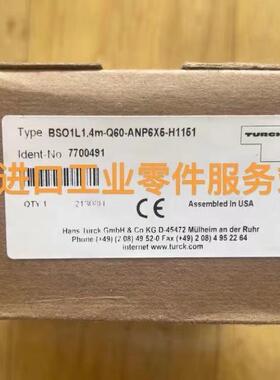 TURCK
Type BSO1L1.4m-Q60-ANP6X6-H1151
Ident-No 7700491
进口工业零件服务
QTY 1
CE
Assembled in USA
Hans Turck GmbH & Co KG D-45472 Mülheim an der Ruhr
Phone (+49) (2 08) 49 52-0 Fax (+49) 2 08) 4 95 22 64
internet www.turck.com